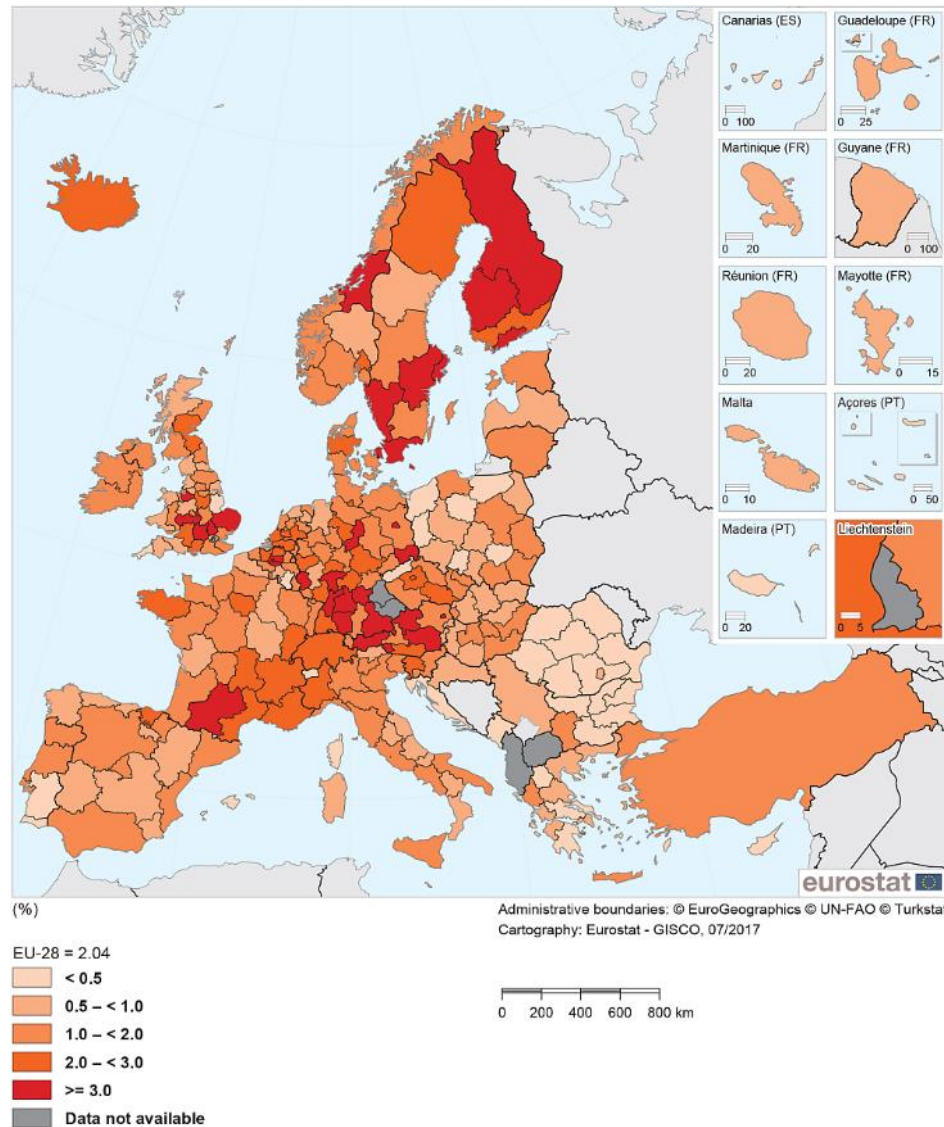 Canarias (ES)
0 100
Guadeloupe (FR)
0 25
Martinique (FR)
0 20
Guyane (FR)
0 100
Réunion (FR)
0 20
Mayotte (FR)
0 15
Malta
0 10
Açores (PT)
0 50
Madeira (PT)
0 20
Liechtenstein
0 5
eurostat
(%)
Administrative boundaries: © EuroGeographics © UN-FAO © Turkstat
Cartography: Eurostat - GISCO, 07/2017
EU-28 = 2.04
< 0.5
0.5 – < 1.0
1.0 – < 2.0
2.0 – < 3.0
>= 3.0
Data not available
0 200 400 600 800 km